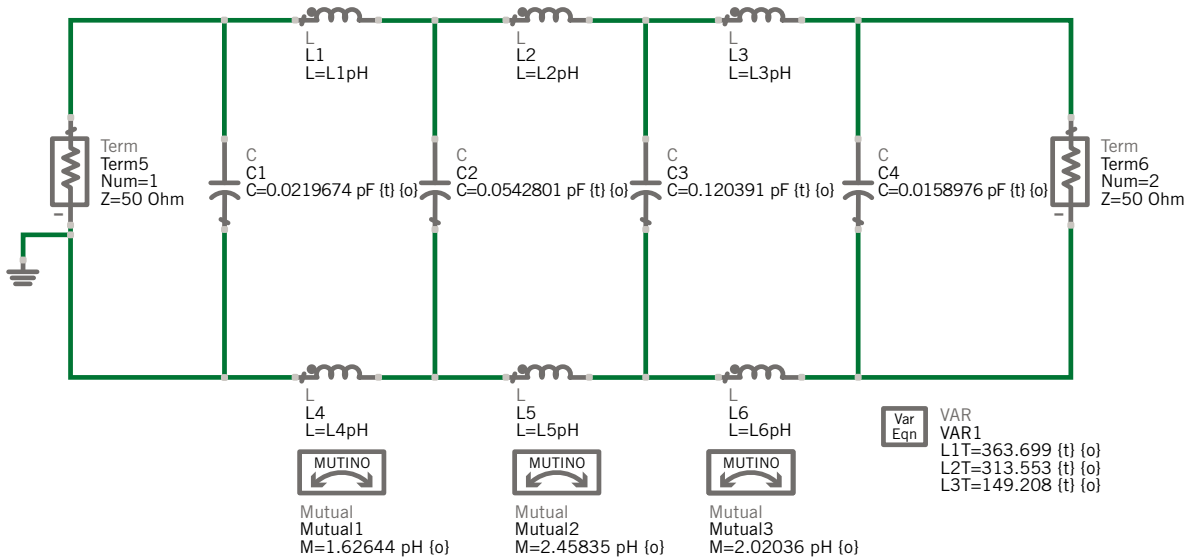 L
L1
L=L1pH
L
L2
L=L2pH
L
L3
L=L3pH
Term
Term5
Num=1
Z=50 Ohm
C
C1
C=0.0219674 pF {t} {o}
C
C2
C=0.0542801 pF {t} {o}
C
C3
C=0.120391 pF {t} {o}
C
C4
C=0.0158976 pF {t} {o}
Term
Term6
Num=2
Z=50 Ohm
L
L4
L=L4pH
L
L5
L=L5pH
L
L6
L=L6pH
Var
Eqn
VAR
VAR1
L1T=363.699 {t} {o}
L2T=313.553 {t} {o}
L3T=149.208 {t} {o}
MUTINO
Mutual
Mutual1
M=1.62644 pH {o}
MUTINO
Mutual
Mutual2
M=2.45835 pH {o}
MUTINO
Mutual
Mutual3
M=2.02036 pH {o}